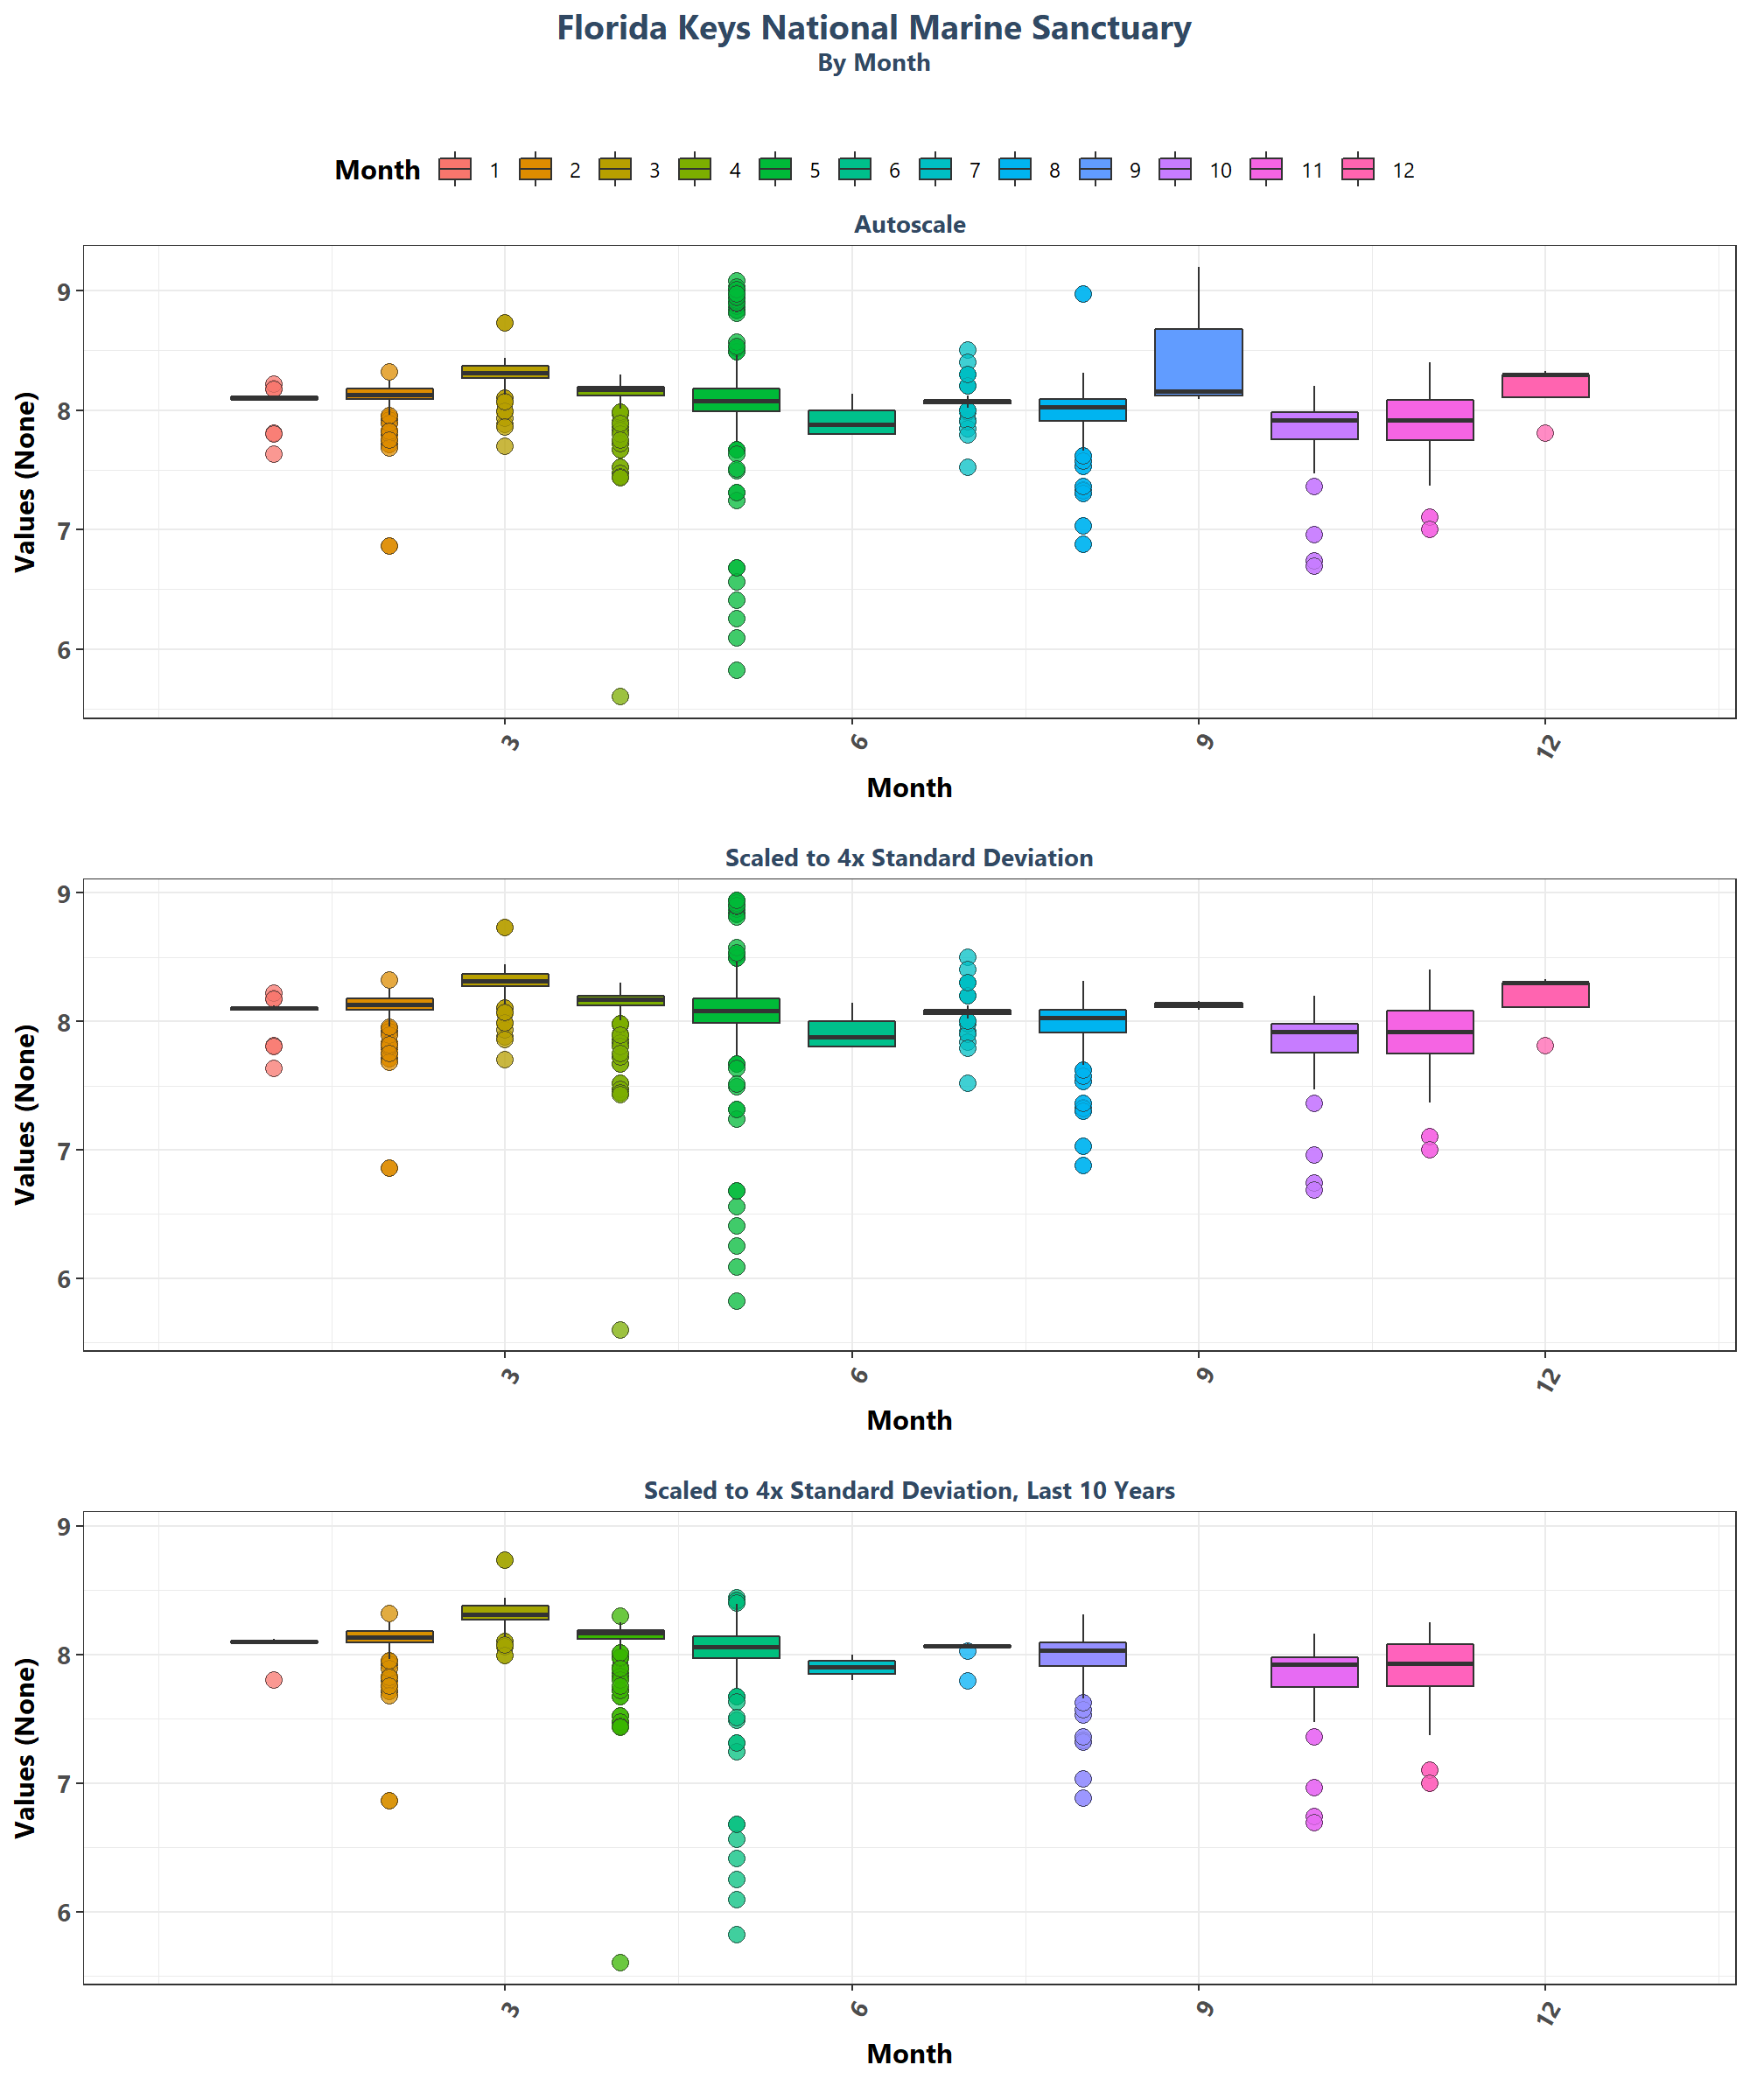 Florida Keys National Marine Sanctuary
By Month
Month 1 2 3 4 5 6 7 8 9 10 11 12
Autoscale
Values (None)
9
8
7
6
3 6 9 12
Month
Scaled to 4x Standard Deviation
Values (None)
9
8
7
6
3 6 9 12
Month
Scaled to 4x Standard Deviation, Last 10 Years
Values (None)
9
8
7
6
3 6 9 12
Month